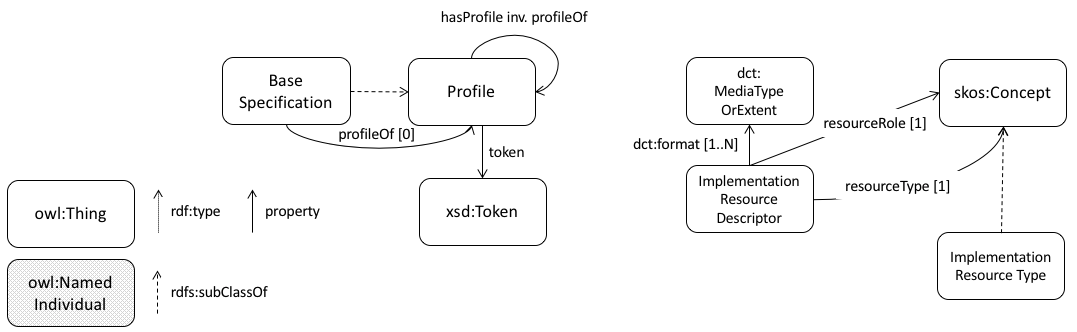 hasProfile inv. profileOf
Base
Specification
Profile
profileOf [0]
token
xsd:Token
dct:
MediaType
OrExtent
skos:Concept
resourceRole [1]
dct:format [1..N]
Implementation
Resource
Descriptor
resourceType [1]
Implementation
Resource Type
owl:Thing
rdf:type
property
owl:Named
Individual
rdfs:subClassOf